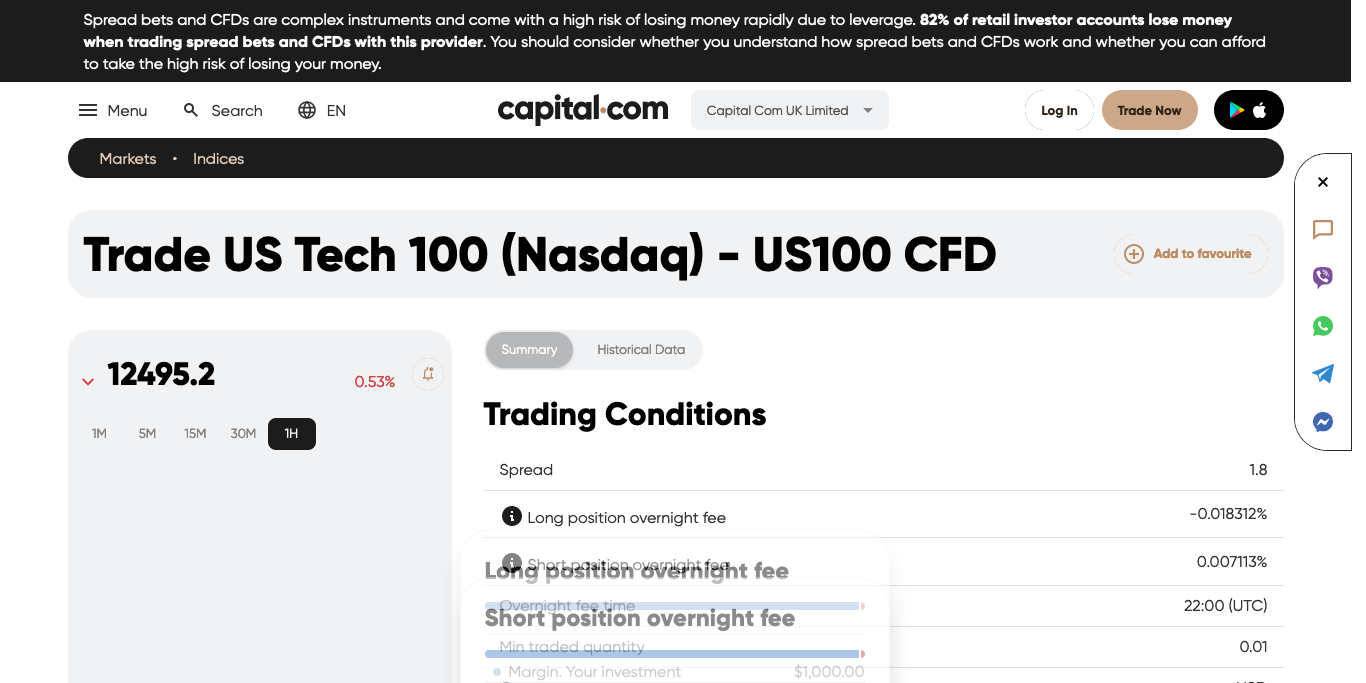 Spread bets and CFDs are complex instruments and come with a high risk of losing money rapidly due to leverage. 82% of retail investor accounts lose money
when trading spread bets and CFDs with this provider. You should consider whether you understand how spread bets and CFDs work and whether you can afford
to take the high risk of losing your money.
Menu Search EN capital.com Capital Com UK Limited Log In Trade Now
Markets • Indices
Trade US Tech 100 (Nasdaq) - US100 CFD Add to favourite
12495.2 0.53%
1M 5M 15M 30M 1H
Summary Historical Data
Trading Conditions
Spread 1.8
Long position overnight fee -0.018312%
Short position overnight fee 0.007113%
Long position overnight fee
Overnight fee time 22:00 (UTC)
Short position overnight fee
Min traded quantity 0.01
Margin. Your investment $1,000.00